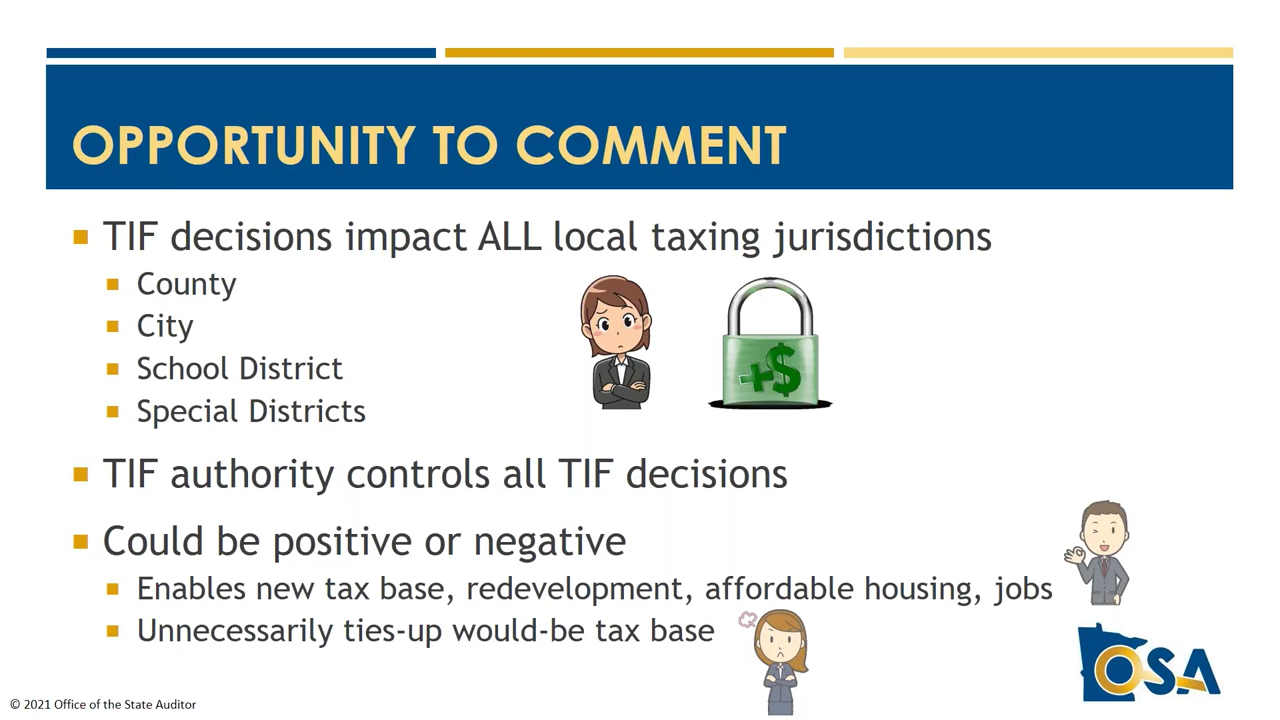 OPPORTUNITY TO COMMENT
TIF decisions impact ALL local taxing jurisdictions
County
City
School District
Special Districts
+$
TIF authority controls all TIF decisions
Could be positive or negative
Enables new tax base, redevelopment, affordable housing, jobs
Unnecessarily ties-up would-be tax base
OSA
© 2021 Office of the State Auditor